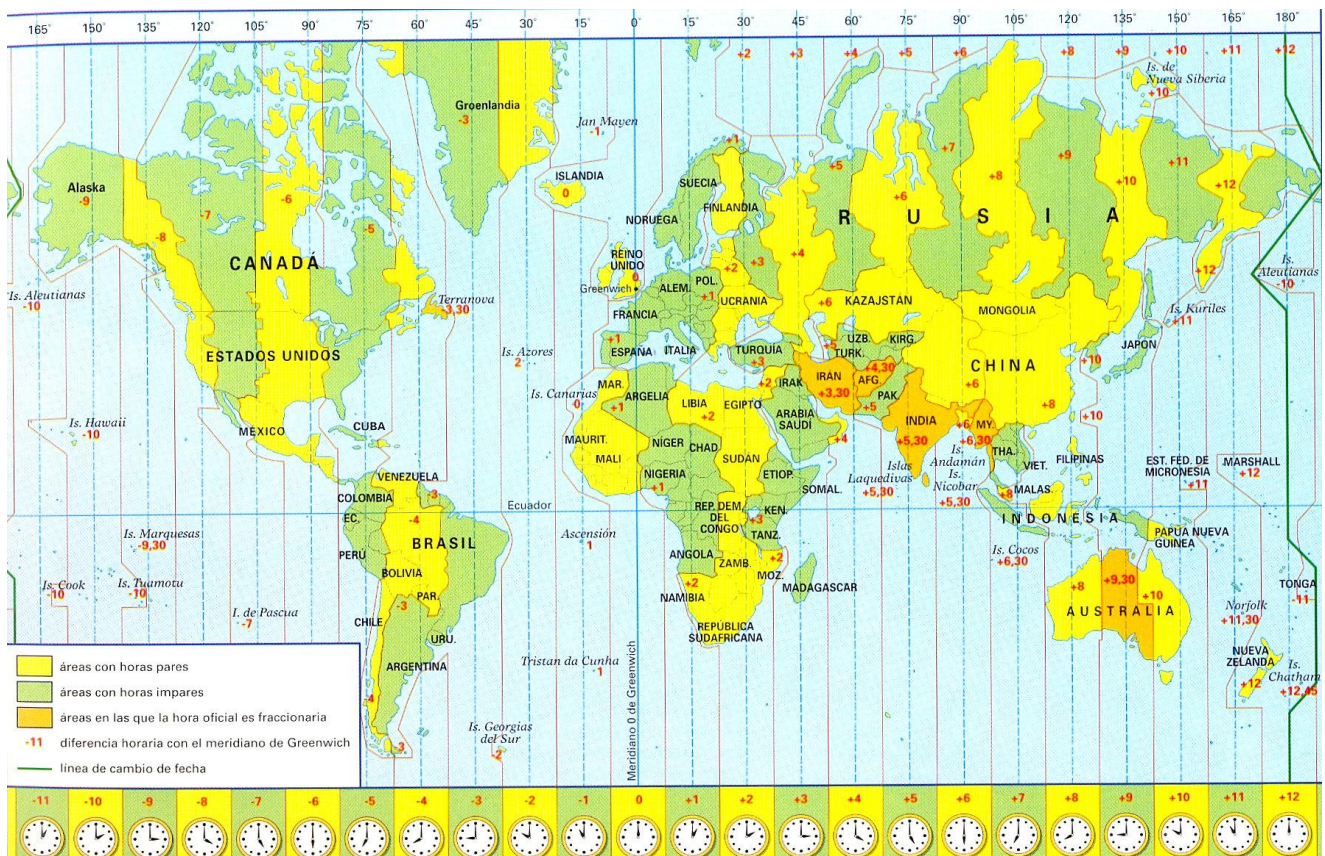 165° 150° 135° 120° 105° 90° 75° 60° 45° 30° 15° 0° 15° 30° 45° 60° 75° 90° 105° 120° 135° 150° 165° 180°
+2 +3 +4 +5 +6 +8 +9 +10 +11 +12
Is. de
Nueva Siberia
+10
Groenlandia
-3
Jan Mayen
-1
ISLANDIA
0
Alaska
-9
-8
-7
-6
-5
CANADÁ
+1
SUECIA
FINLANDIA
NORUEGA
+5
+7
+6
+8
+9
+10
+11
+12
RUSIA
REINO
UNIDO
0
Greenwich
ALEM.
POL.
+1
+2
+3
+4
UCRANIA
FRANCIA
+6
KAZAJSTÁN
MONGOLIA
+12
Is.
Aleutianas
-10
Is. Aleutianas
-10
Terranova
-3,30
Is. Kuriles
+11
ESTADOS UNIDOS
Is. Azores
2
+1
ESPAÑA
ITALIA
TURQUÍA
+3
+5
UZB.
TURK.
KIRG.
CHINA
+6
+8
JAPON
+10
MAR.
+1
ARGELIA
LIBIA
+2
EGIPTO
+2
IRAK
IRÁN
+3,30
+4,30
AFG.
PAK.
+5
Is. Canarias
0
ARABIA
SAUDÍ
+4
INDIA
+5,30
+6
MY.
+6,30
+10
Is. Hawaii
-10
MÉXICO
CUBA
MAURIT.
MALI
NÍGER
CHAD
SUDÁN
NIGERIA
+1
ETIOP.
SOMAL.
Islas
Laquedivas
+5,30
Is.
Andamán
Is.
Nicobar
+5,30
THA.
VIET.
FILIPINAS
EST. FED. DE
MICRONESIA
+11
MARSHALL
+12
VENEZUELA
-3
COLOMBIA
-4
EC.
Ecuador
REP. DEM.
DEL
CONGO
KEN.
+3
TANZ.
+8
MALAS.
INDONESIA
PAPUA NUEVA
GUINEA
Is. Marquesas
-9,30
PERÚ
BRASIL
Ascensión
1
ANGOLA
ZAMB.
+2
MOZ.
MADAGASCAR
Is. Cocos
+6,30
Is. Cook
-10
Is. Tuamotu
-10
BOLIVIA
PAR.
-3
+2
NAMIBIA
+8
+9,30
+10
AUSTRALIA
TONGA
-11
I. de Pascua
-7
CHILE
URU.
ARGENTINA
REPÚBLICA
SUDAFRICANA
Norfolk
+11,30
Tristan da Cunha
1
Meridiano 0 de Greenwich
NUEVA
ZELANDA
+12
Is.
Chatham
+12,45
-4
-3
Is. Georgias
del Sur
-2
áreas con horas pares
áreas con horas impares
áreas en las que la hora oficial es fraccionaria
-11 diferencia horaria con el meridiano de Greenwich
línea de cambio de fecha
-11 -10 -9 -8 -7 -6 -5 -4 -3 -2 -1 0 +1 +2 +3 +4 +5 +6 +7 +8 +9 +10 +11 +12